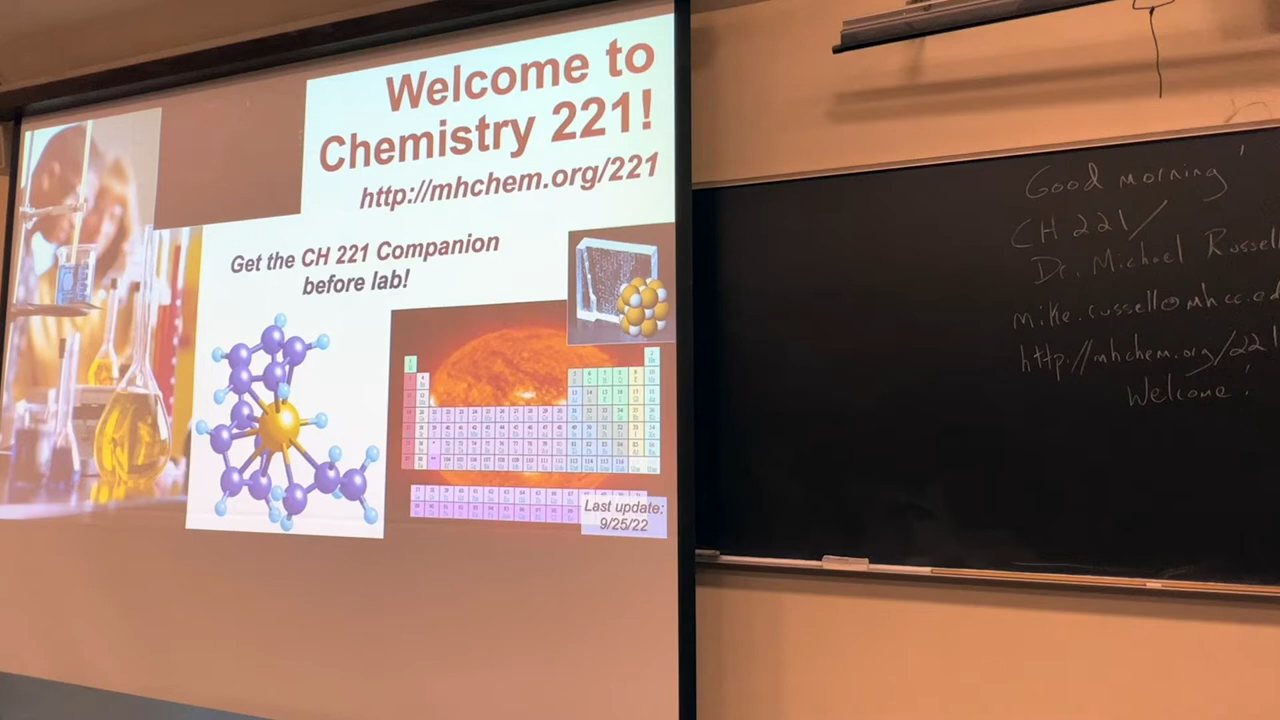 Welcome to
Chemistry 221!
http://mhchem.org/221
Get the CH 221 Companion
before lab!
Last update:
9/25/22
Good morning!
CH 221/
Dr. Michael Russell
mike.russell@mhcc.ed
http://mhchem.org/221
Welcome!